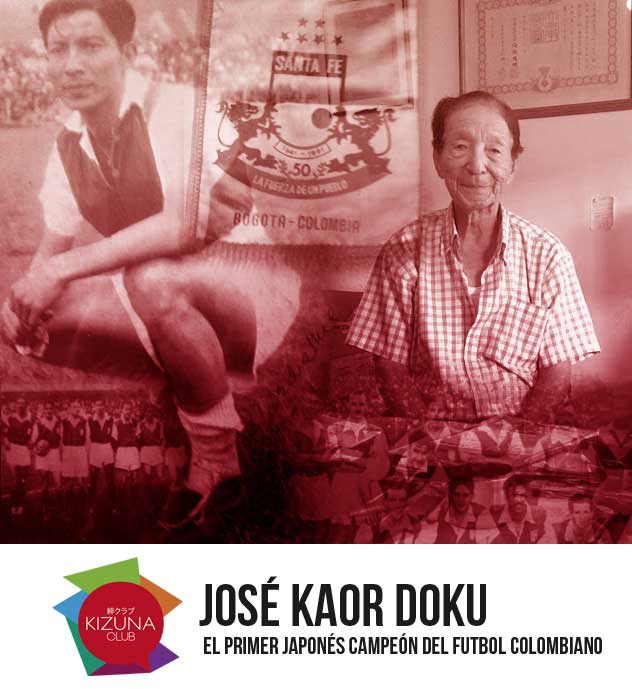 SANTA FE
1941 - 1991
50
LA FUERZA DE UN PUEBLO
BOGOTA - COLOMBIA
絆クラブ
KIZUNA
CLUB
JOSÉ KAOR DOKU
EL PRIMER JAPONÉS CAMPEÓN DEL FUTBOL COLOMBIANO